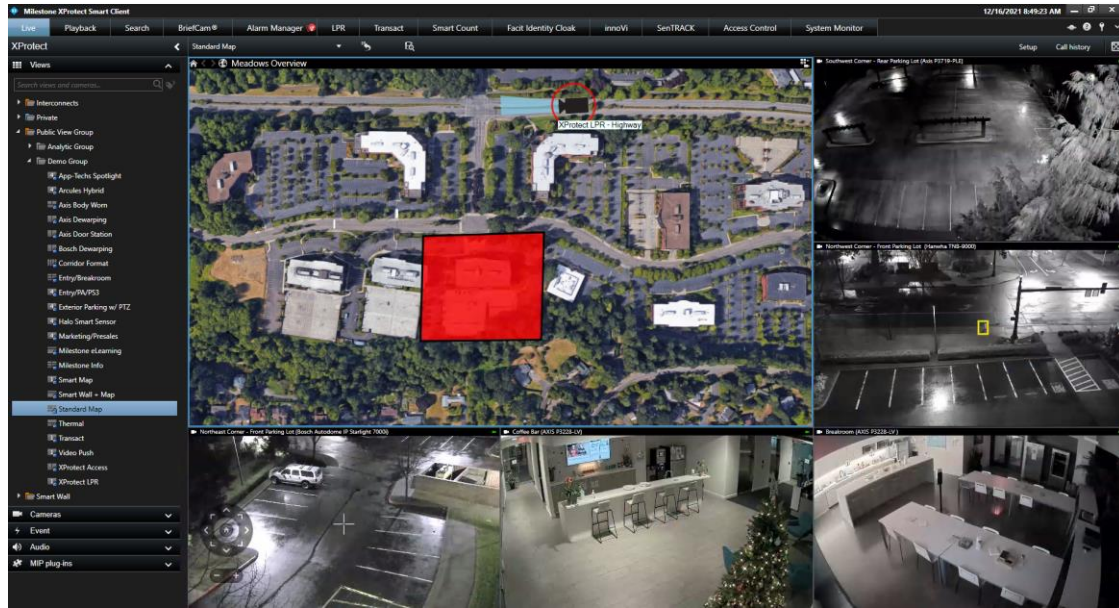 Milestone XProtect Smart Client
12/16/2021 8:49:23 AM
Live Playback Search BriefCam® Alarm Manager LPR Transact Smart Count Facit Identity Cloak innoVi SenTRACK Access Control System Monitor
XProtect
Standard Map
Setup Call history
Views
Search views and cameras...
Interconnects
Private
Public View Group
Analytic Group
Demo Group
App-Techs Spotlight
Arcules Hybrid
Axis Body Worn
Axis Dewarping
Axis Door Station
Bosch Dewarping
Corridor Format
Entry/Breakroom
Entry/PA/PS3
Exterior Parking w/ PTZ
Halo Smart Sensor
Marketing/Presales
Milestone eLearning
Milestone Info
Smart Map
Smart Wall + Map
Standard Map
Thermal
Transact
Video Push
XProtect Access
XProtect LPR
Smart Wall
Cameras
Event
Audio
MIP plug-ins
Meadows Overview
XProtect LPR - Highway
Southwest Corner - Rear Parking Lot (Axis P3719-PLE)
Northwest Corner - Front Parking Lot (Hanwha TNB-9000)
Northeast Corner - Front Parking Lot (Bosch Autodome IP Starlight 7000i)
Coffee Bar (AXIS P3228-LV)
Breakroom (AXIS P3228-LV)